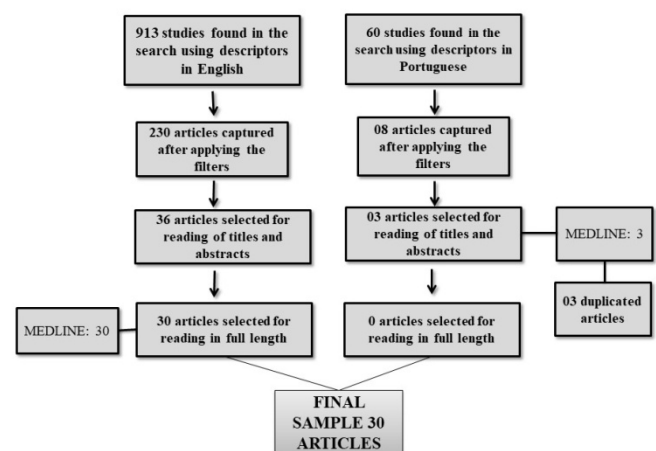 913 studies found in the
search using descriptors
in English
60 studies found in the
search using descriptors in
Portuguese
230 articles captured
after applying the
filters
08 articles captured
after applying the
filters
36 articles selected for
reading of titles and
abstracts
03 articles selected for
reading of titles and
abstracts
MEDLINE: 3
03 duplicated
articles
MEDLINE: 30
30 articles selected for
reading in full length
0 articles selected for
reading in full length
FINAL
SAMPLE 30
ARTICLES